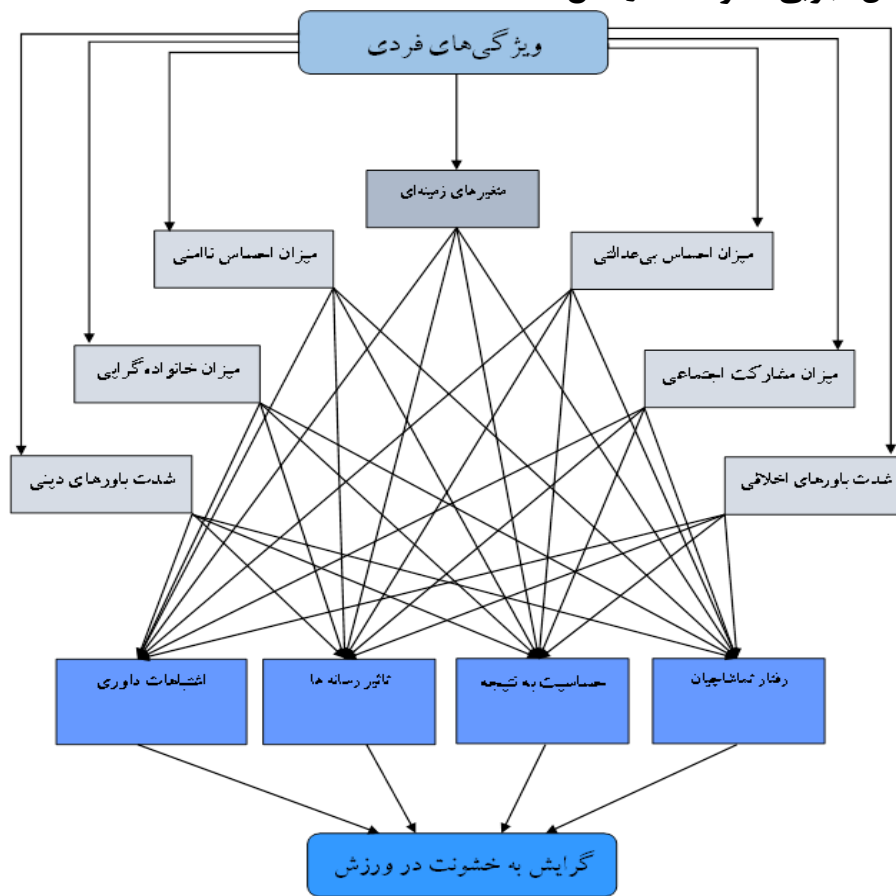 ویژگی‌های فردی
متغیرهای زمینه‌ای
میزان احساس بی‌عدالتی
میزان احساس ناامنی
میزان مشارکت اجتماعی
میزان خانواده‌گرایی
شدت باورهای اخلاقی
شدت باورهای دینی
رفتار تماشاچیان
حساسیت به نتیجه
تاثیر رسانه ها
اشتباهات داوری
گرایش به خشونت در ورزش